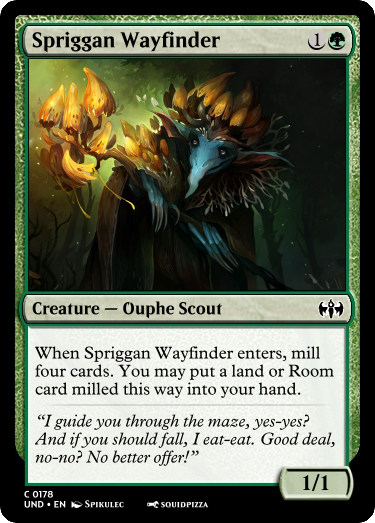 Spriggan Wayfinder 1
Creature — Ouphe Scout
When Spriggan Wayfinder enters, mill
four cards. You may put a land or Room
card milled this way into your hand.
“I guide you through the maze, yes-yes?
And if you should fall, I eat-eat. Good deal,
no-no? No better offer!”
1/1
C 0178
UND • EN Spikulec squidpizza